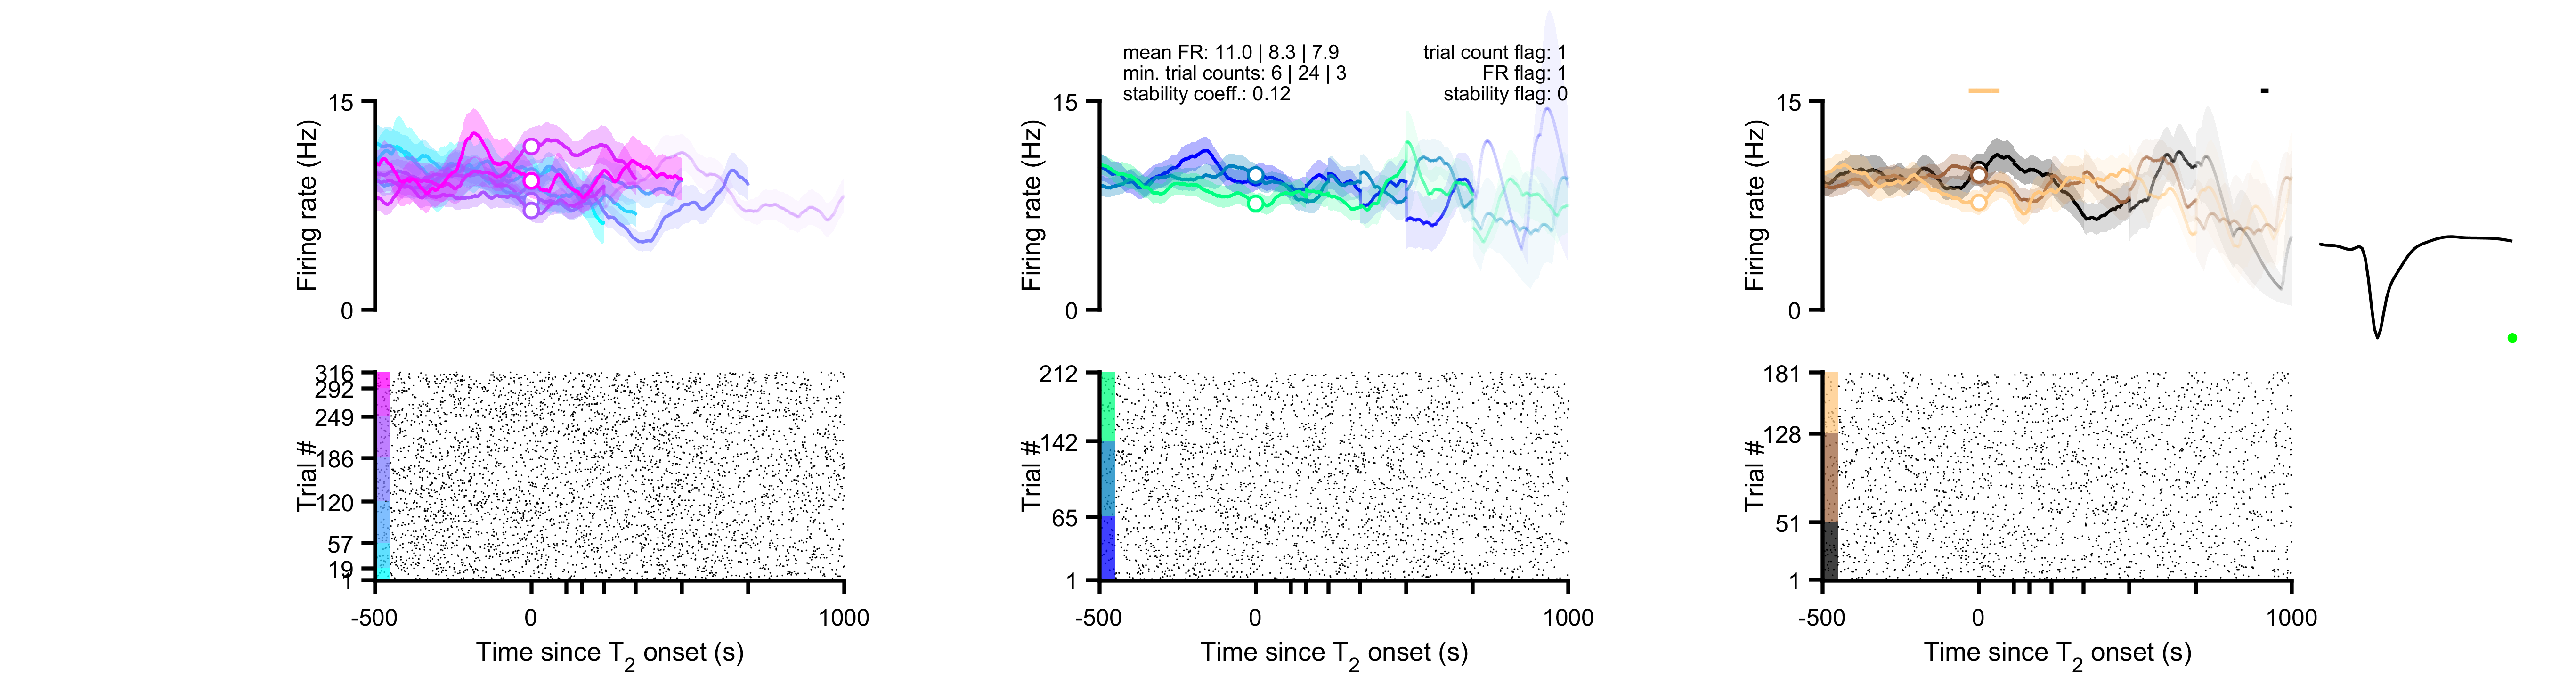 mean FR: 11.0 | 8.3 | 7.9
min. trial counts: 6 | 24 | 3
stability coeff.: 0.12
trial count flag: 1
FR flag: 1
stability flag: 0
15
Firing rate (Hz)
0
15
Firing rate (Hz)
0
15
Firing rate (Hz)
0
316
292
249
186
120
57
19
1
Trial #
-500
0
1000
Time since T2 onset (s)
212
142
65
1
Trial #
-500
0
1000
Time since T2 onset (s)
181
128
51
1
Trial #
-500
0
1000
Time since T2 onset (s)